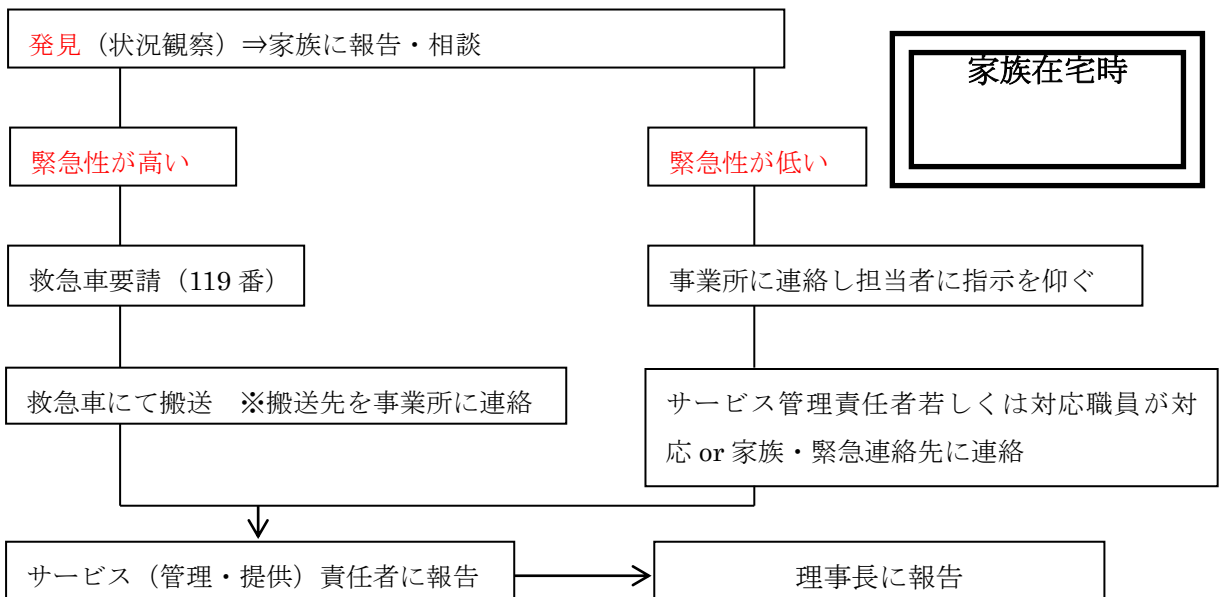 発見（状況観察）⇒家族に報告・相談
家族在宅時
緊急性が高い
緊急性が低い
救急車要請（119 番）
事業所に連絡し担当者に指示を仰ぐ
救急車にて搬送　※搬送先を事業所に連絡
サービス管理責任者若しくは対応職員が対
応 or 家族・緊急連絡先に連絡
サービス（管理・提供）責任者に報告
理事長に報告